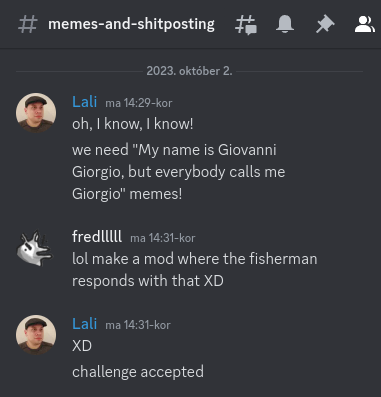 # memes-and-shitposting
2023. október 2.
Lali ma 14:29-kor
oh, I know, I know!
we need "My name is Giovanni
Giorgio, but everybody calls me
Giorgio" memes!
fredlllll ma 14:31-kor
lol make a mod where the fisherman
responds with that XD
Lali ma 14:31-kor
XD
challenge accepted